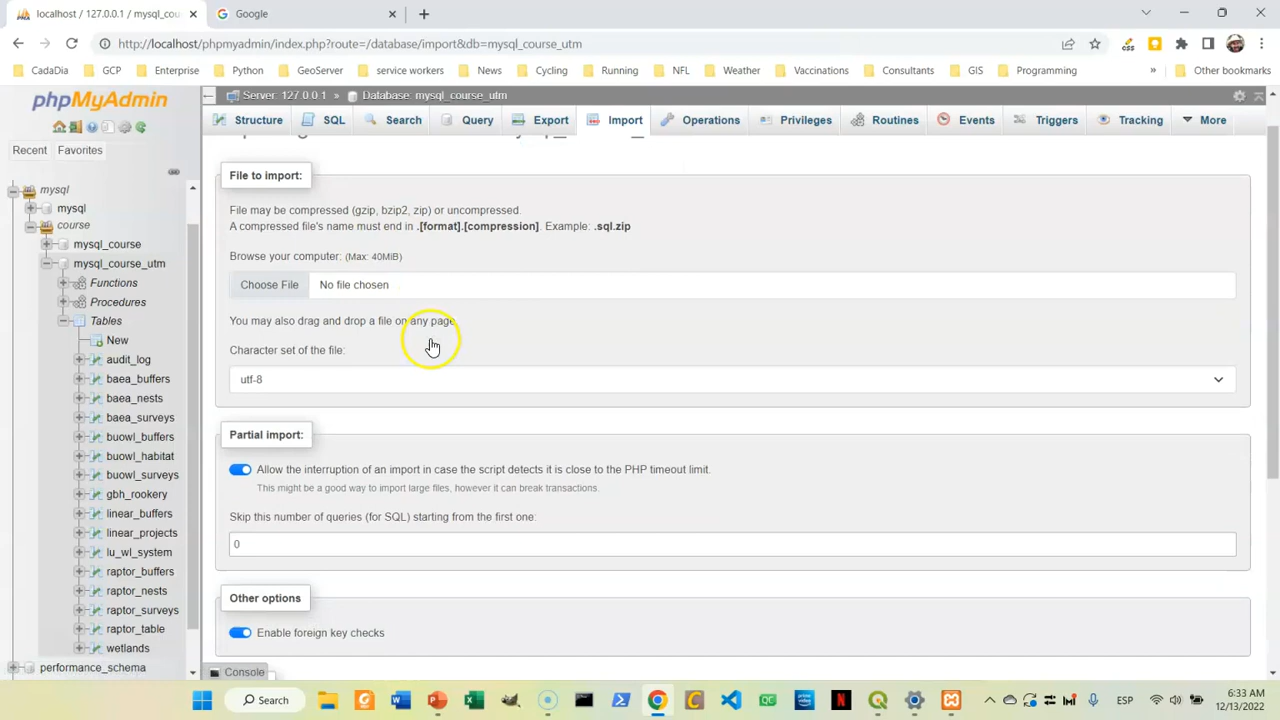 localhost / 127.0.0.1 / mysql_cours
Google
http://localhost/phpmyadmin/index.php?route=/database/import&db=mysql_course_utm
CadaDia GCP Enterprise Python GeoServer service workers News Cycling Running NFL Weather Vaccinations Consultants GIS Programming » Other bookmarks
phpMyAdmin
Recent Favorites
mysql
mysql
course
mysql_course
mysql_course_utm
Functions
Procedures
Tables
New
audit_log
baea_buffers
baea_nests
baea_surveys
buowl_buffers
buowl_habitat
buowl_surveys
gbh_rookery
linear_buffers
linear_projects
lu_wl_system
raptor_buffers
raptor_nests
raptor_surveys
raptor_table
wetlands
performance_schema
Server: 127.0.0.1 » Database: mysql_course_utm
Structure SQL Search Query Export Import Operations Privileges Routines Events Triggers Tracking More
File to import:
File may be compressed (gzip, bzip2, zip) or uncompressed.
A compressed file's name must end in .[format].[compression]. Example: .sql.zip
Browse your computer: (Max: 40MiB)
Choose File No file chosen
You may also drag and drop a file on any page.
Character set of the file:
utf-8
Partial import:
Allow the interruption of an import in case the script detects it is close to the PHP timeout limit.
This might be a good way to import large files, however it can break transactions.
Skip this number of queries (for SQL) starting from the first one:
0
Other options
Enable foreign key checks
Console
Search
ESP
6:33 AM
12/13/2022